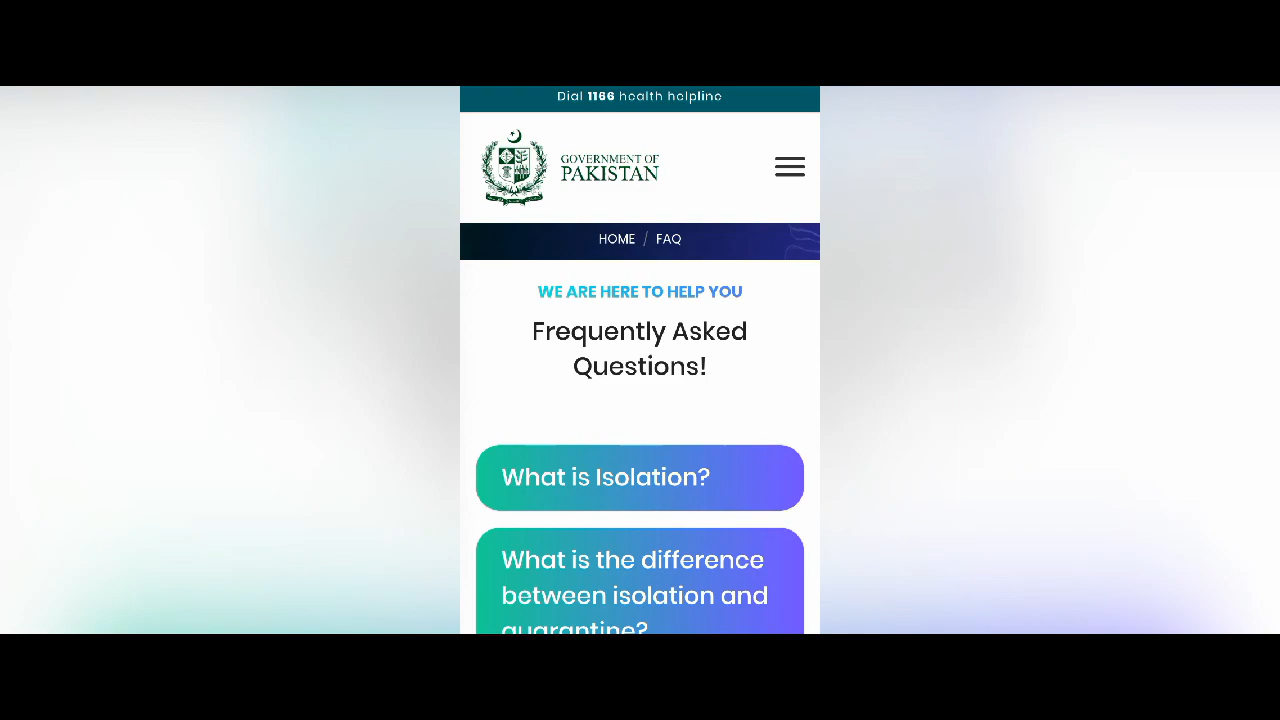 Dial 1166 health helpline
GOVERNMENT OF
PAKISTAN
HOME / FAQ
WE ARE HERE TO HELP YOU
Frequently Asked
Questions!
What is Isolation?
What is the difference
between isolation and
quarantine?